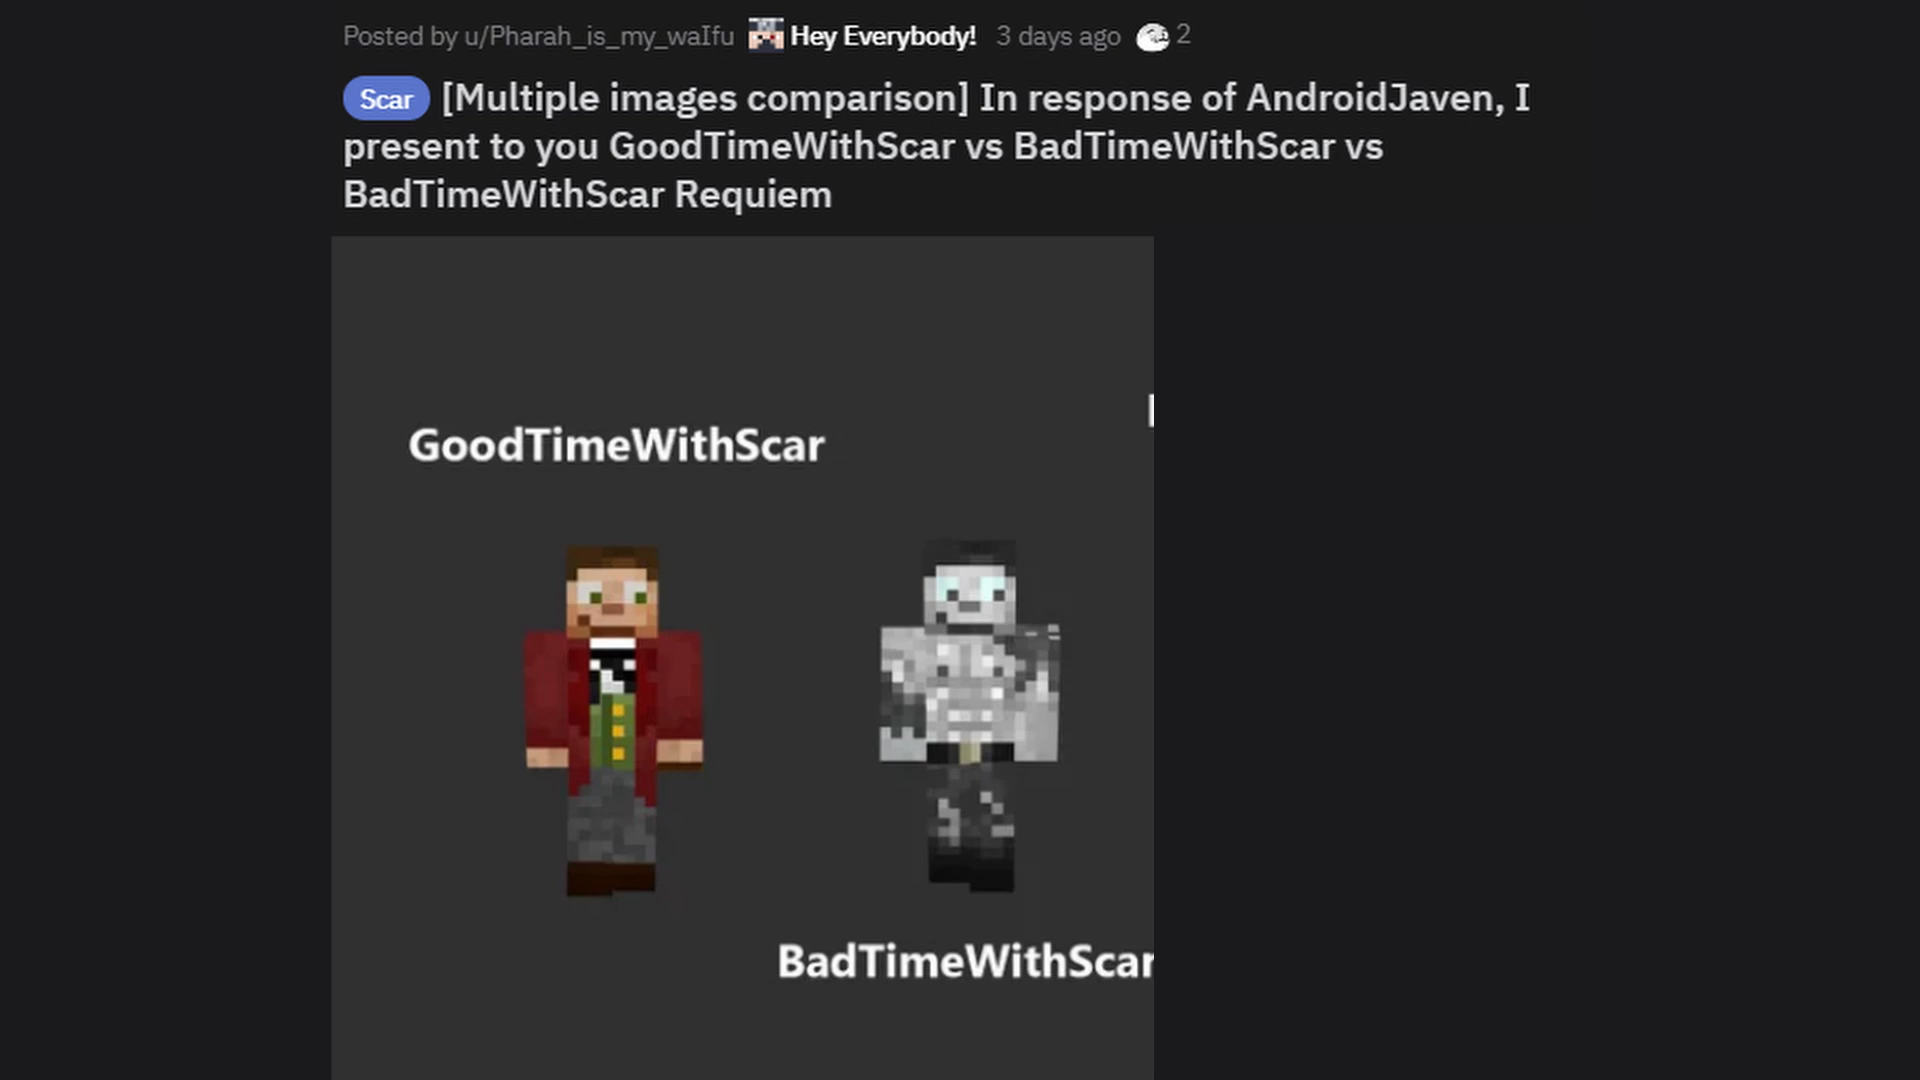 Posted by u/Pharah_is_my_waIfu Hey Everybody! 3 days ago 2
Scar [Multiple images comparison] In response of AndroidJaven, I
present to you GoodTimeWithScar vs BadTimeWithScar vs
BadTimeWithScar Requiem
GoodTimeWithScar
BadTimeWithScar